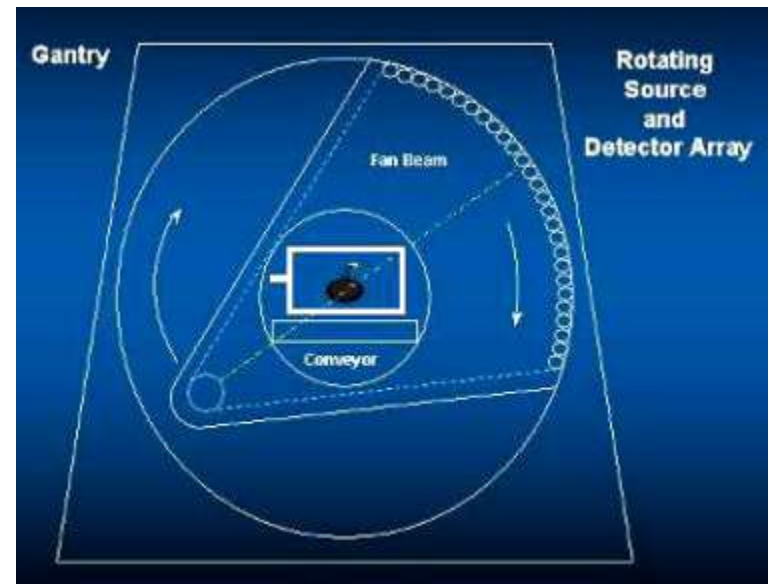 Gantry
Rotating
Source
and
Detector Array
Fan Beam
Conveyor